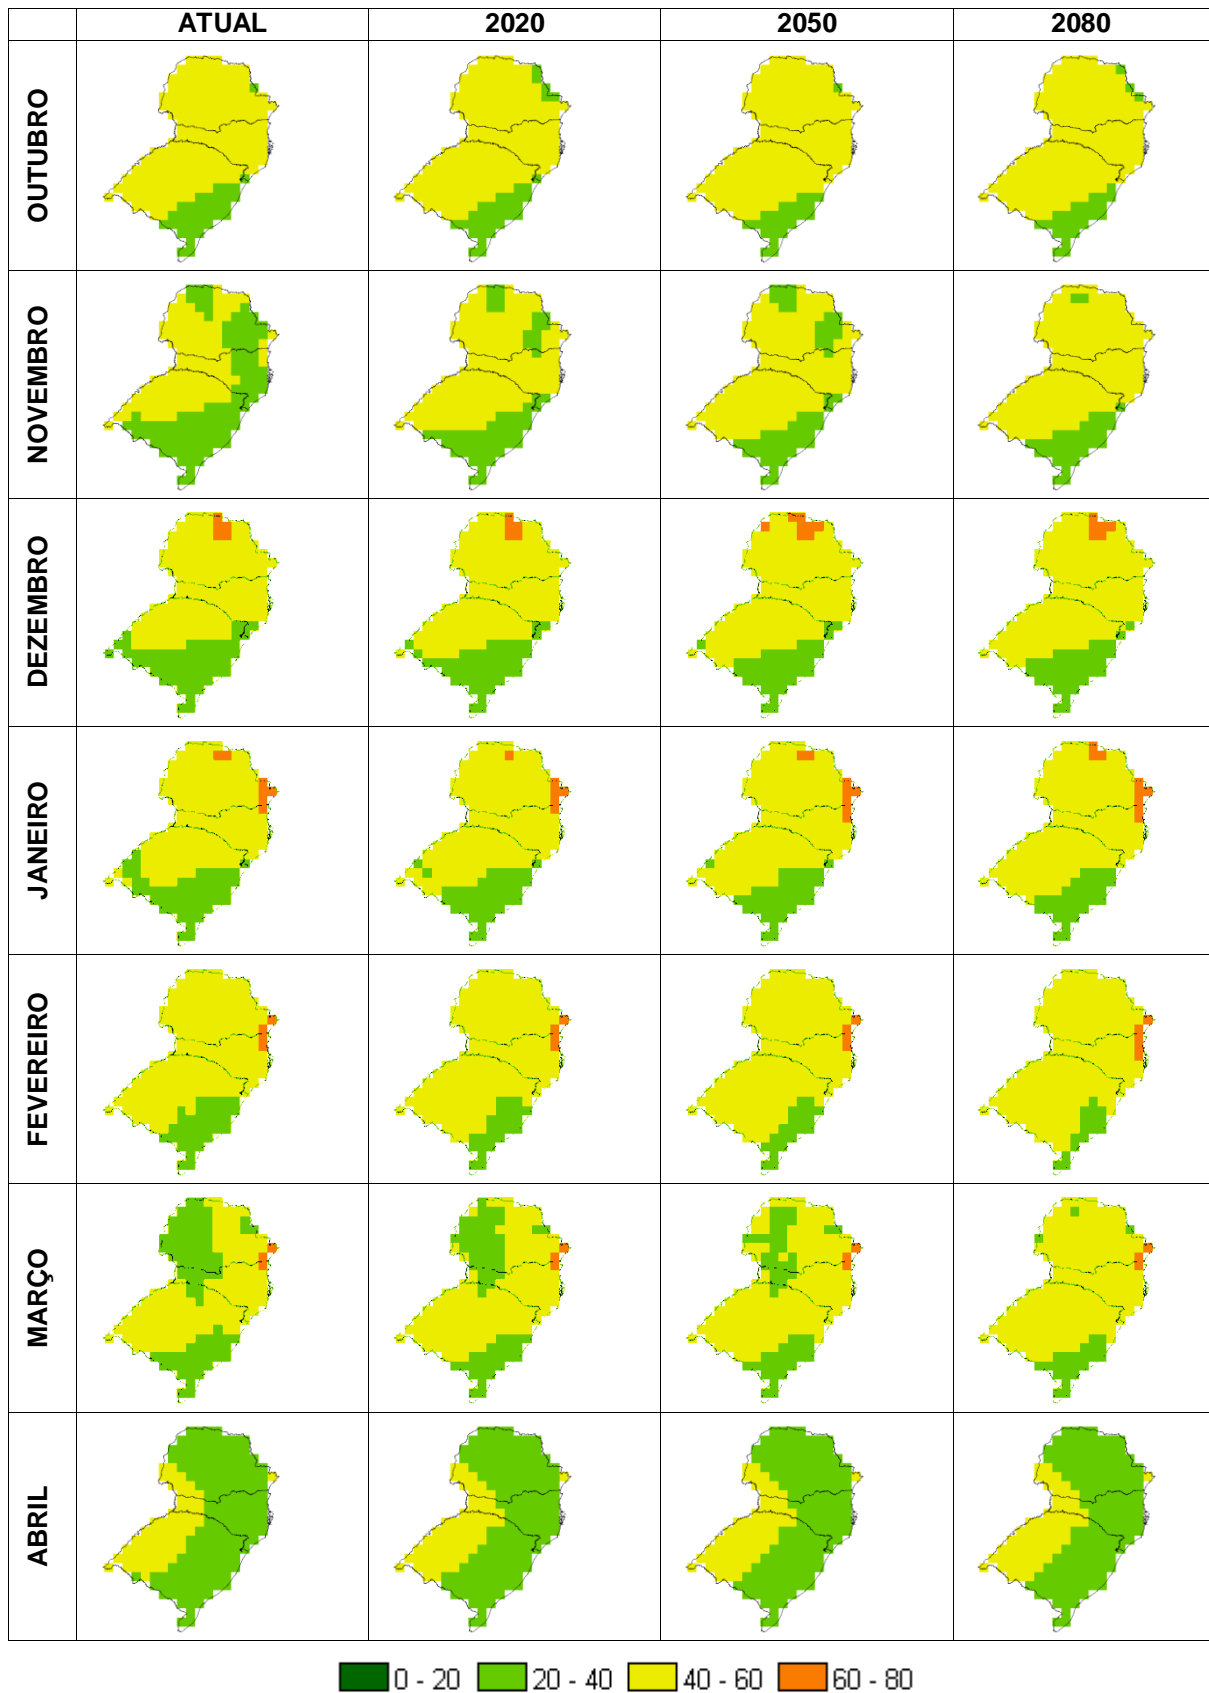 ATUAL 2020 2050 2080
OUTUBRO
NOVEMBRO
DEZEMBRO
JANEIRO
FEVEREIRO
MARÇO
ABRIL
0 - 20 20 - 40 40 - 60 60 - 80